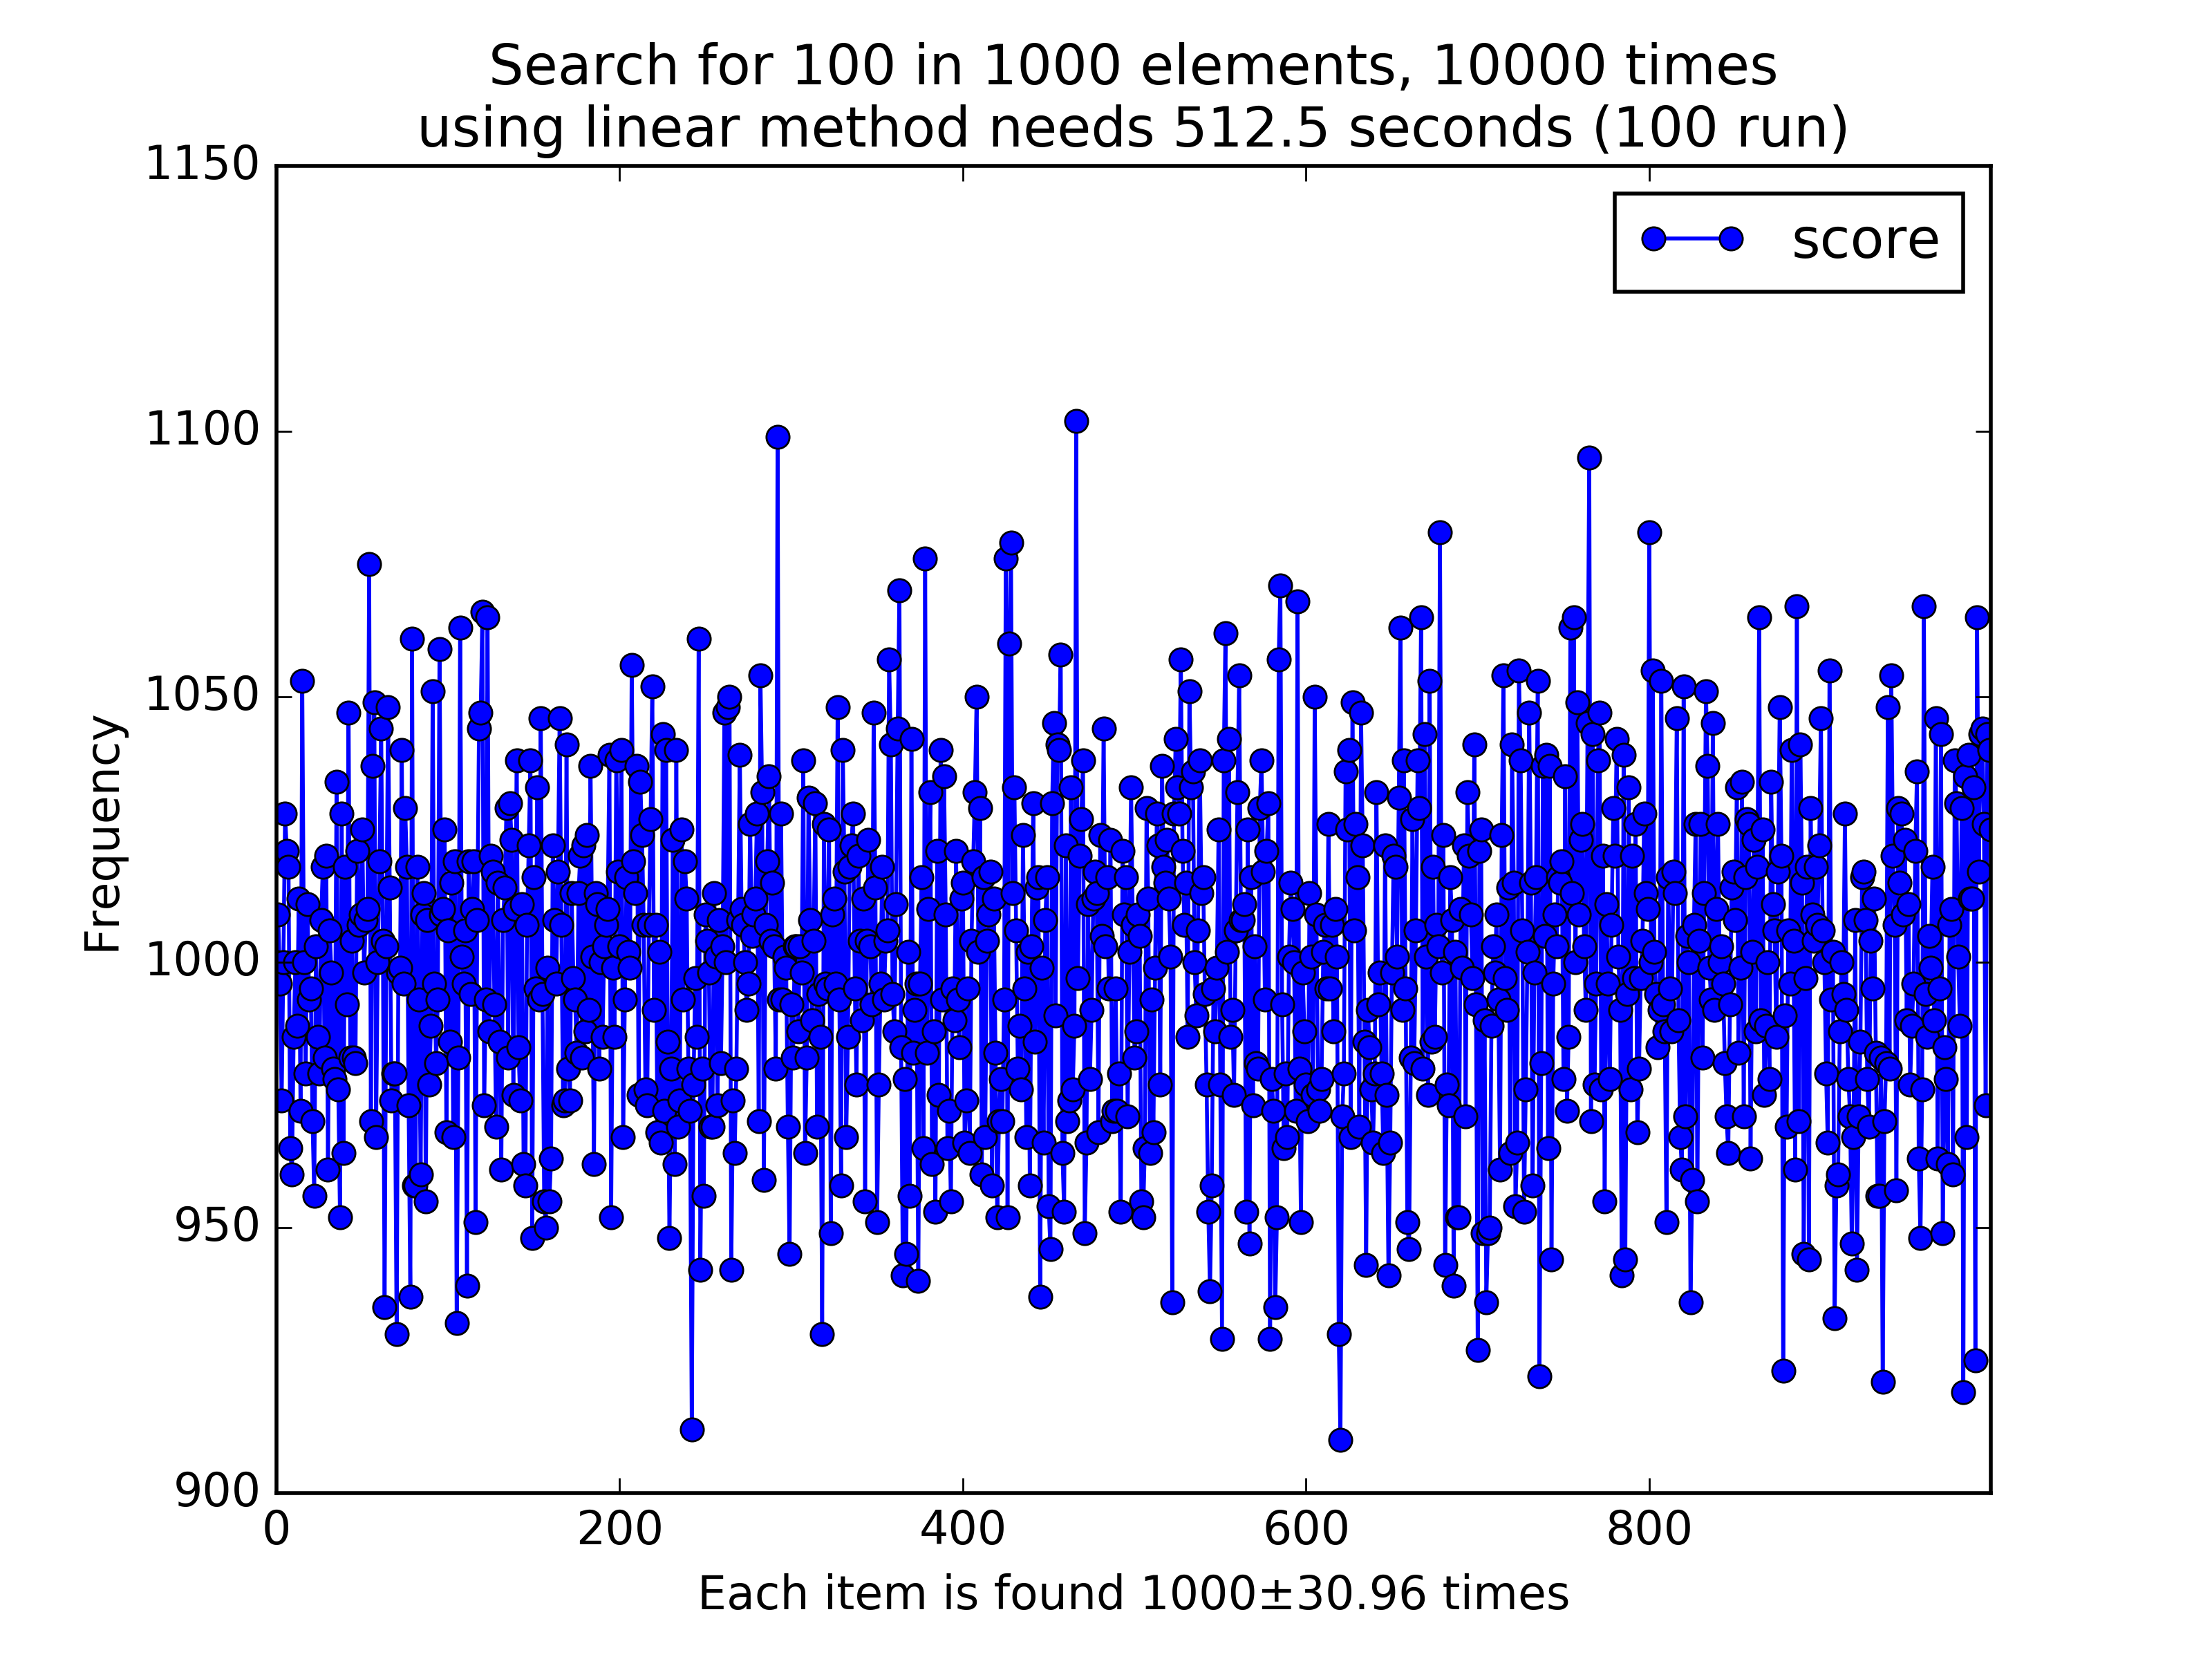 Search for 100 in 1000 elements, 10000 times
using linear method needs 512.5 seconds (100 run)
score
Frequency
1150
1100
1050
1000
950
900
0 200 400 600 800
Each item is found 1000±30.96 times